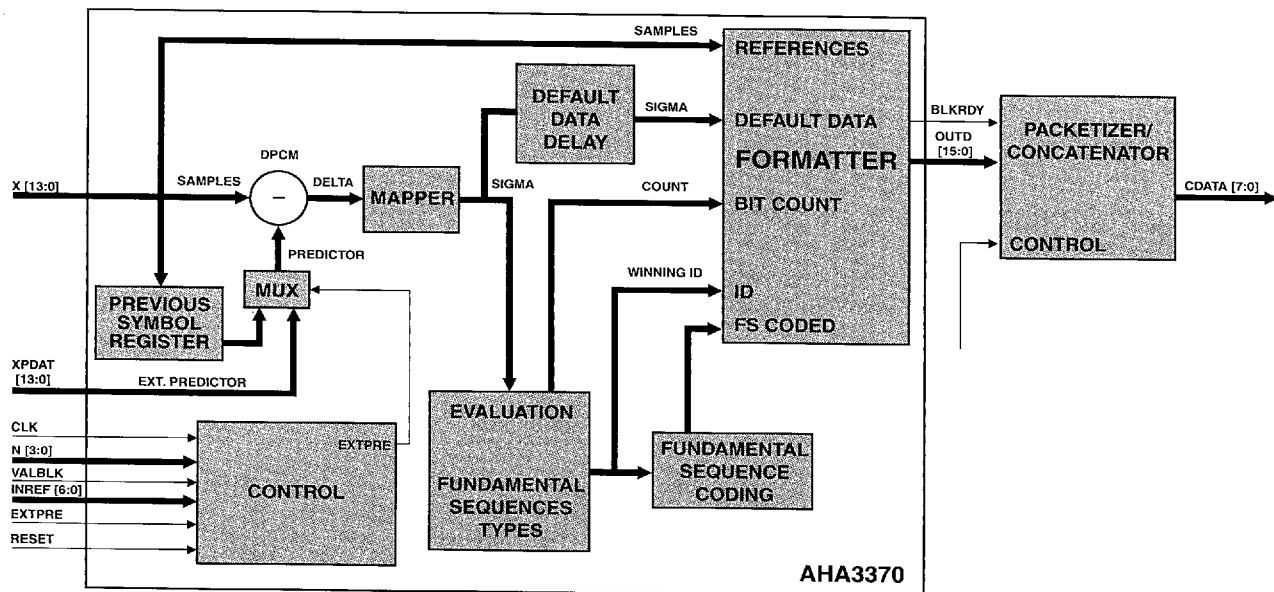 SAMPLES
REFERENCES
DEFAULT
DATA
DELAY
SIGMA
DEFAULT DATA
FORMATTER
BLKRDY
OUTD
[15:0]
PACKETIZER/
CONCATENATOR
CONTROL
CDATA [7:0]
X [13:0]
SAMPLES
DPCM
–
DELTA
MAPPER
SIGMA
COUNT
BIT COUNT
PREDICTOR
MUX
PREVIOUS
SYMBOL
REGISTER
WINNING ID
ID
FS CODED
XPDAT
[13:0]
EXT. PREDICTOR
CLK
N [3:0]
VALBLK
INREF [6:0]
EXTPRE
RESET
EXTPRE
CONTROL
EVALUATION
FUNDAMENTAL
SEQUENCES
TYPES
FUNDAMENTAL
SEQUENCE
CODING
AHA3370